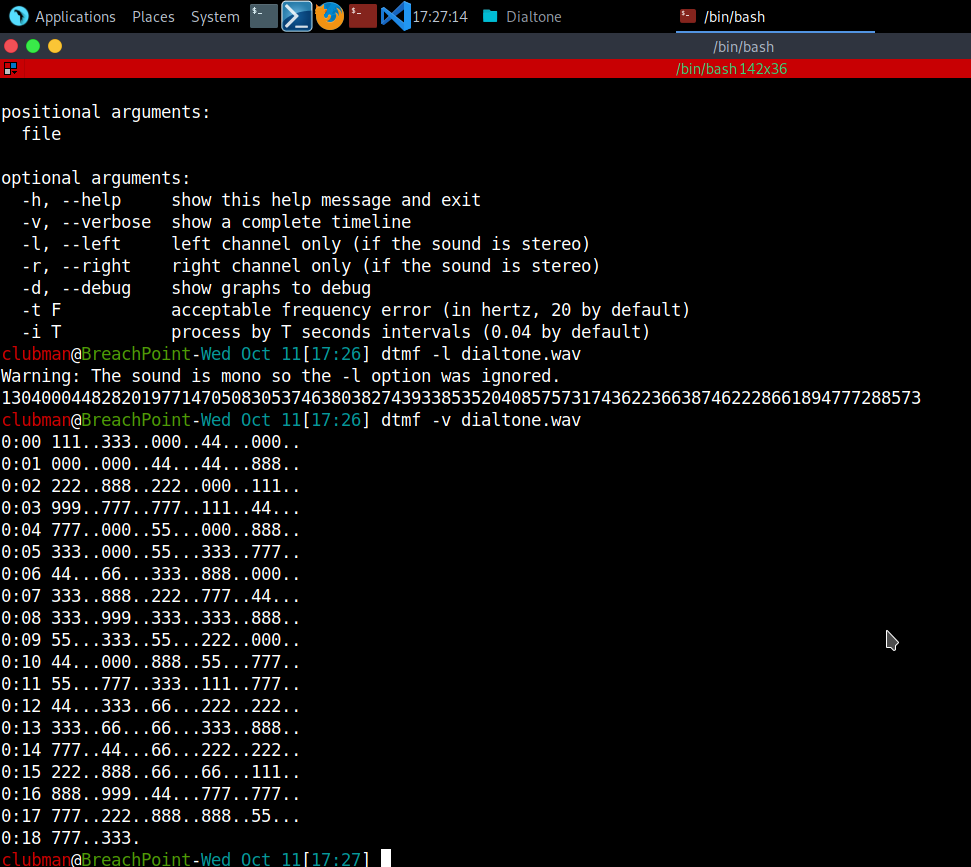 Applications Places System 17:27:14 Dialtone /bin/bash
/bin/bash
/bin/bash 142x36
positional arguments:
  file
optional arguments:
  -h, --help     show this help message and exit
  -v, --verbose  show a complete timeline
  -l, --left     left channel only (if the sound is stereo)
  -r, --right    right channel only (if the sound is stereo)
  -d, --debug    show graphs to debug
  -t F           acceptable frequency error (in hertz, 20 by default)
  -i T           process by T seconds intervals (0.04 by default)
clubman@BreachPoint-Wed Oct 11[17:26] dtmf -l dialtone.wav
Warning: The sound is mono so the -l option was ignored.
13040004482820197714705083053746380382743933853520408575731743622366387462228661894777288573
clubman@BreachPoint-Wed Oct 11[17:26] dtmf -v dialtone.wav
0:00 111..333..000..44...000..
0:01 000..000..44...44...888..
0:02 222..888..222..000..111..
0:03 999..777..777..111..44...
0:04 777..000..55...000..888..
0:05 333..000..55...333..777..
0:06 44...66...333..888..000..
0:07 333..888..222..777..44...
0:08 333..999..333..333..888..
0:09 55...333..55...222..000..
0:10 44...000..888..55...777..
0:11 55...777..333..111..777..
0:12 44...333..66...222..222..
0:13 333..66...66...333..888..
0:14 777..44...66...222..222..
0:15 222..888..66...66...111..
0:16 888..999..44...777..777..
0:17 777..222..888..888..55...
0:18 777..333.
clubman@BreachPoint-Wed Oct 11[17:27]